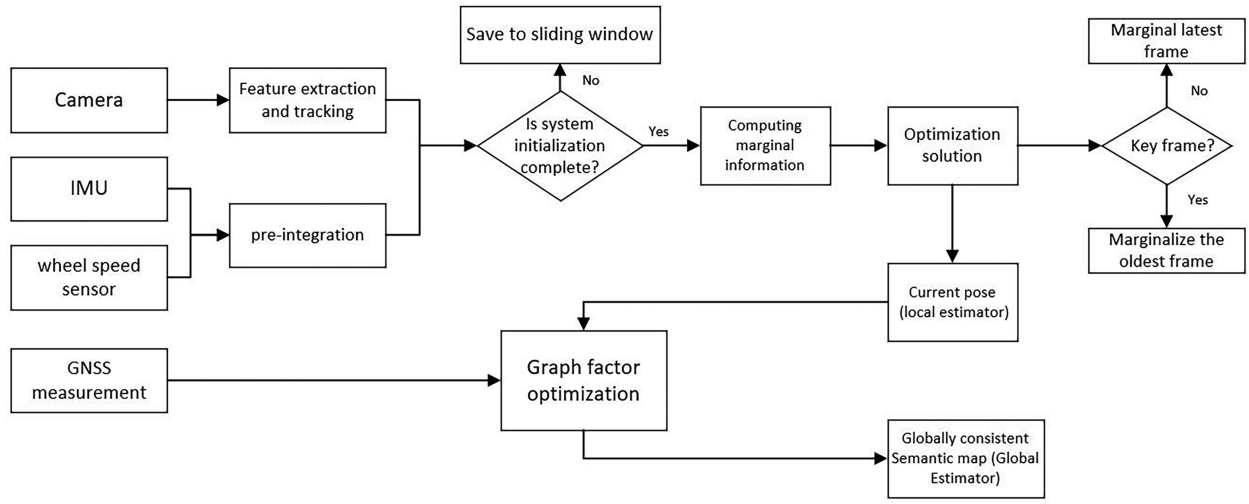 Camera
Feature extraction
and tracking
IMU
wheel speed
sensor
pre-integration
GNSS
measurement
Save to sliding window
No
Is system
initialization
complete?
Yes
Computing
marginal
information
Optimization
solution
Marginal latest
frame
No
Key frame?
Yes
Marginalize the
oldest frame
Current pose
(local estimator)
Graph factor
optimization
Globally consistent
Semantic map (Global
Estimator)